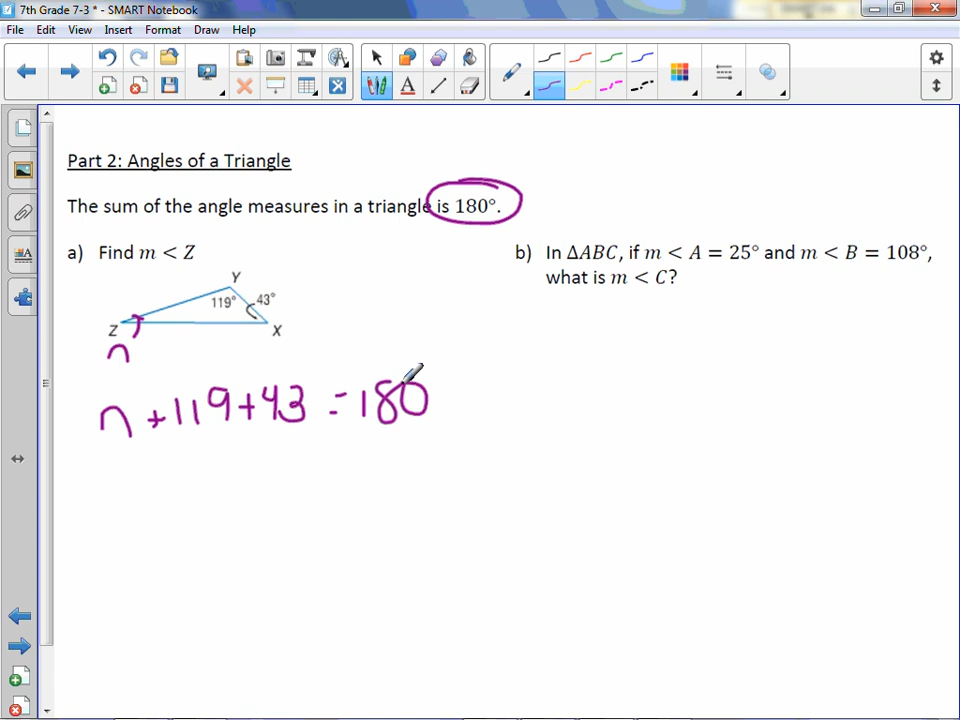 7th Grade 7-3 * - SMART Notebook
File Edit View Insert Format Draw Help
Part 2: Angles of a Triangle
The sum of the angle measures in a triangle is 180°.
a) Find m < Z
b) In ΔABC, if m < A = 25° and m < B = 108°,
what is m < C?
Y
119° 43°
Z X
n
n + 119 + 43 = 180